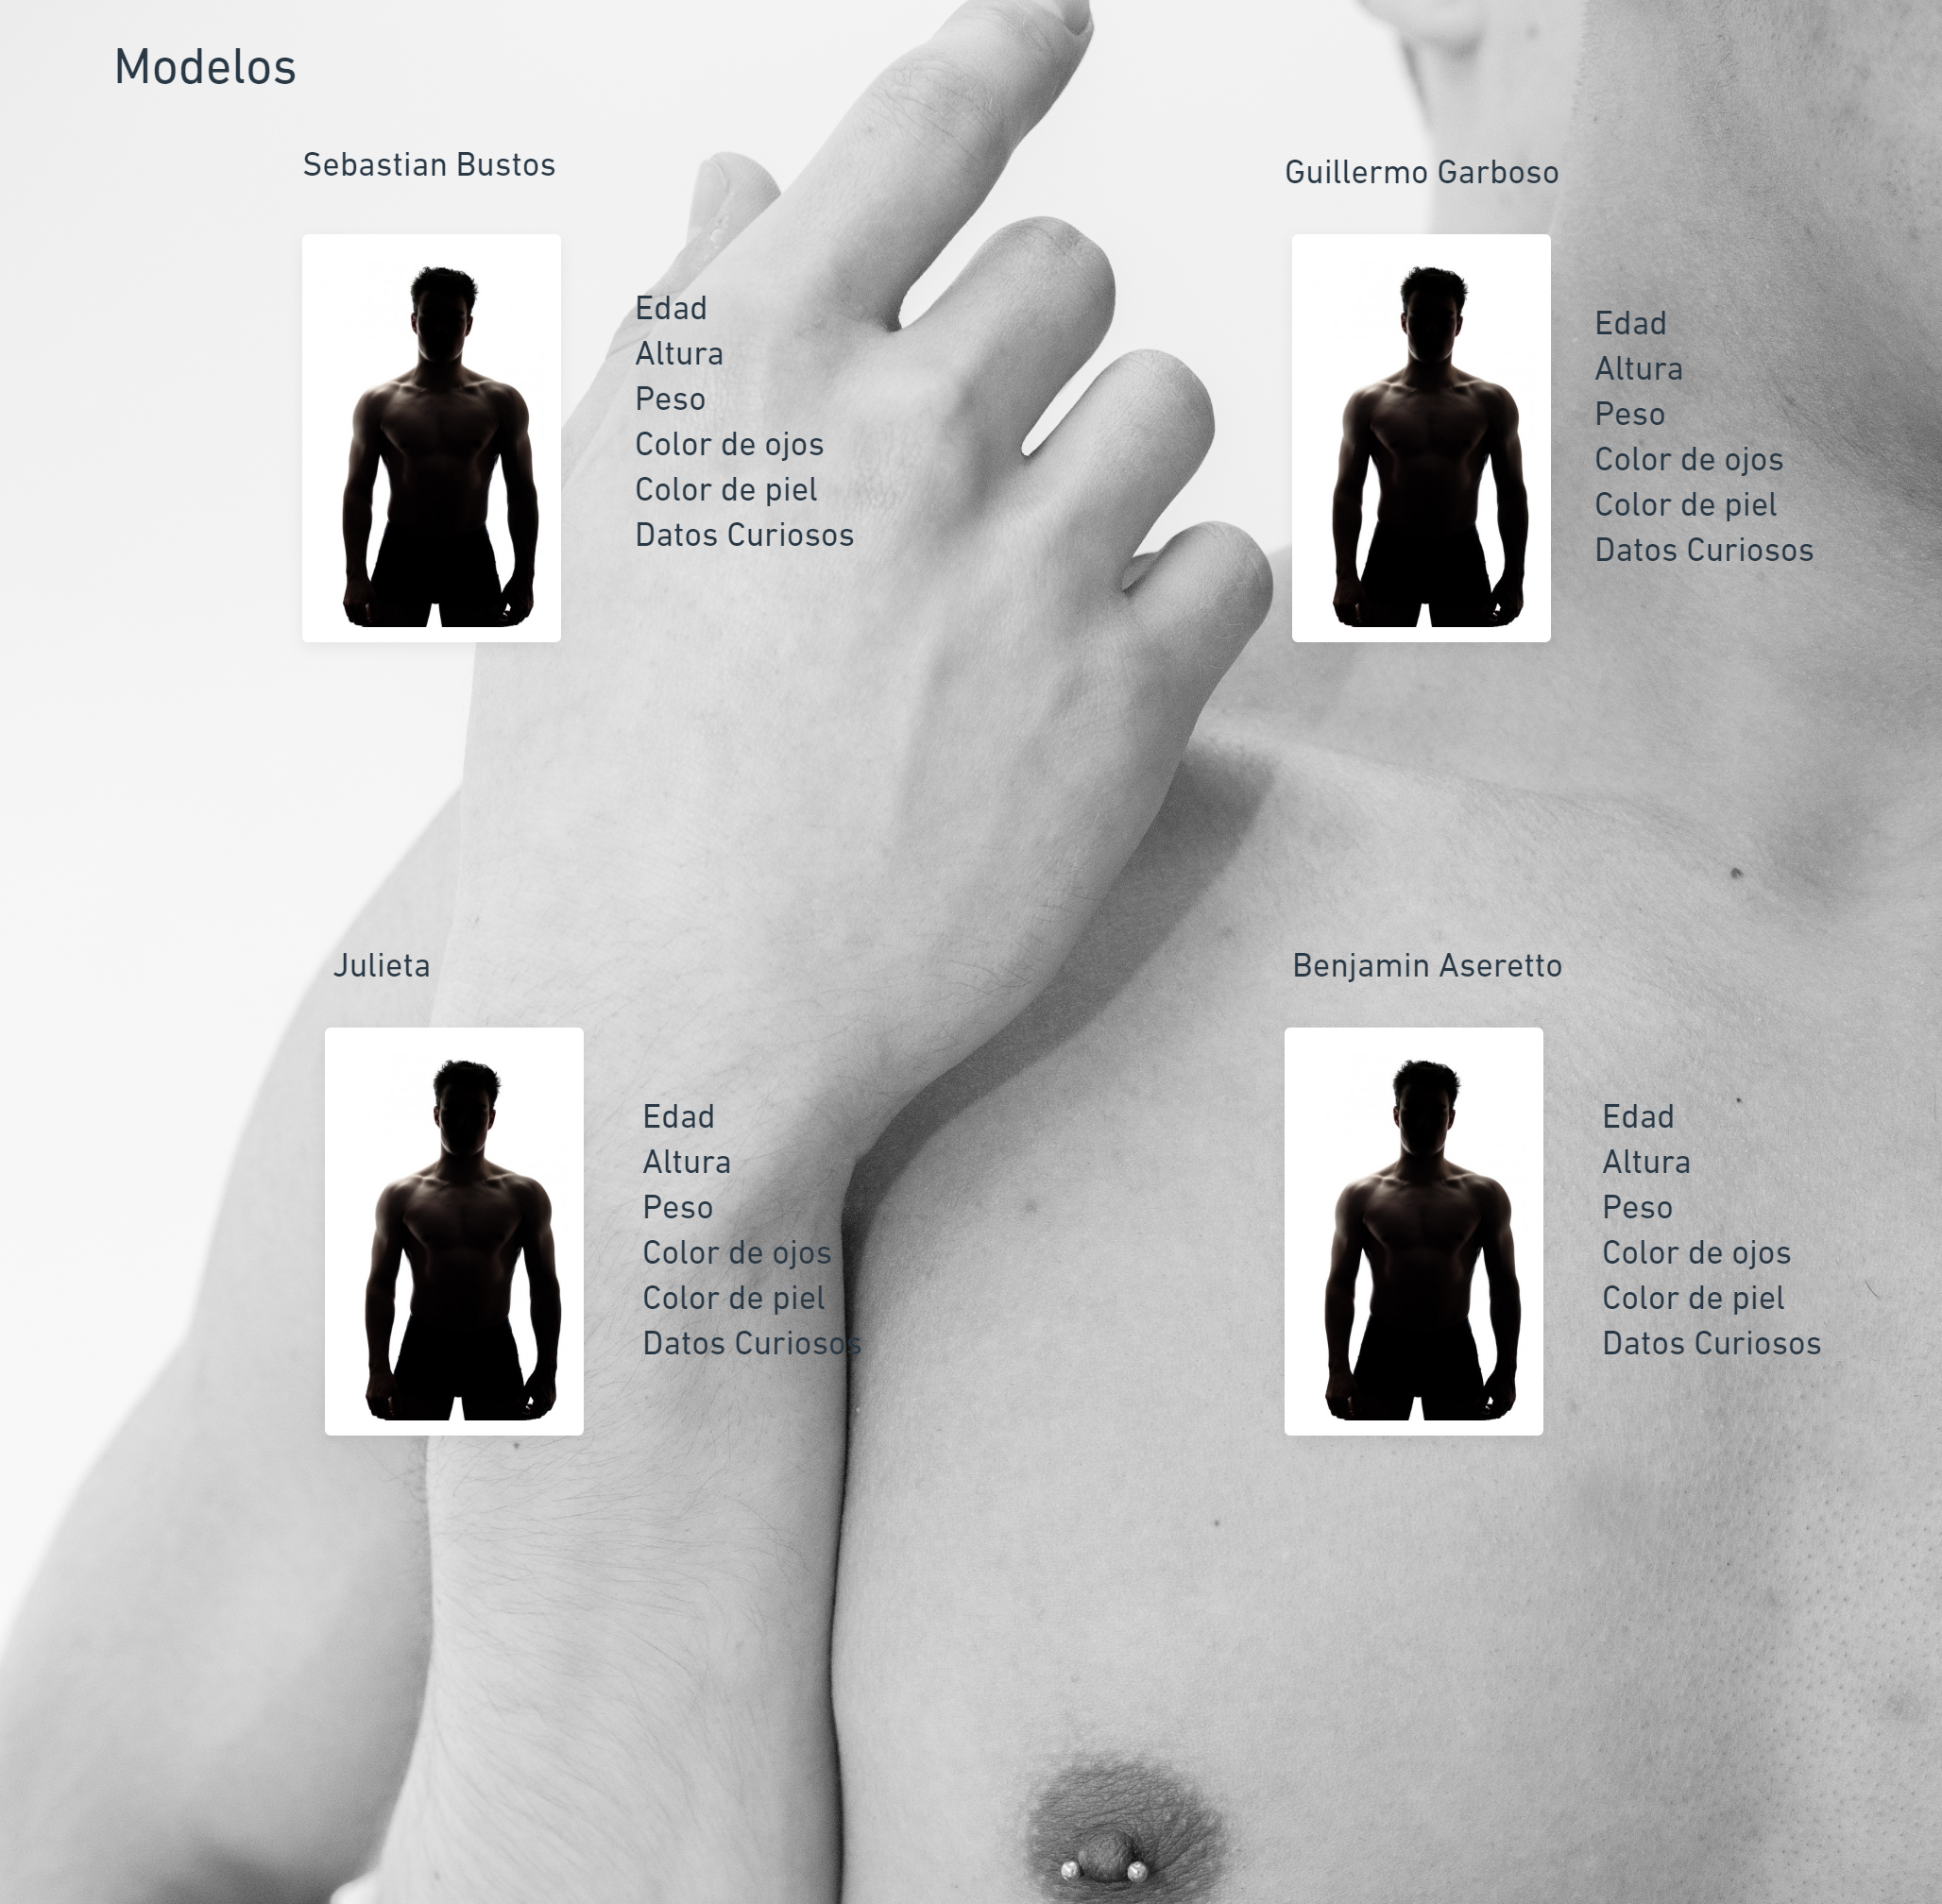 Modelos
Sebastian Bustos
Edad
Altura
Peso
Color de ojos
Color de piel
Datos Curiosos
Guillermo Garboso
Edad
Altura
Peso
Color de ojos
Color de piel
Datos Curiosos
Julieta
Edad
Altura
Peso
Color de ojos
Color de piel
Datos Curiosos
Benjamin Aseretto
Edad
Altura
Peso
Color de ojos
Color de piel
Datos Curiosos